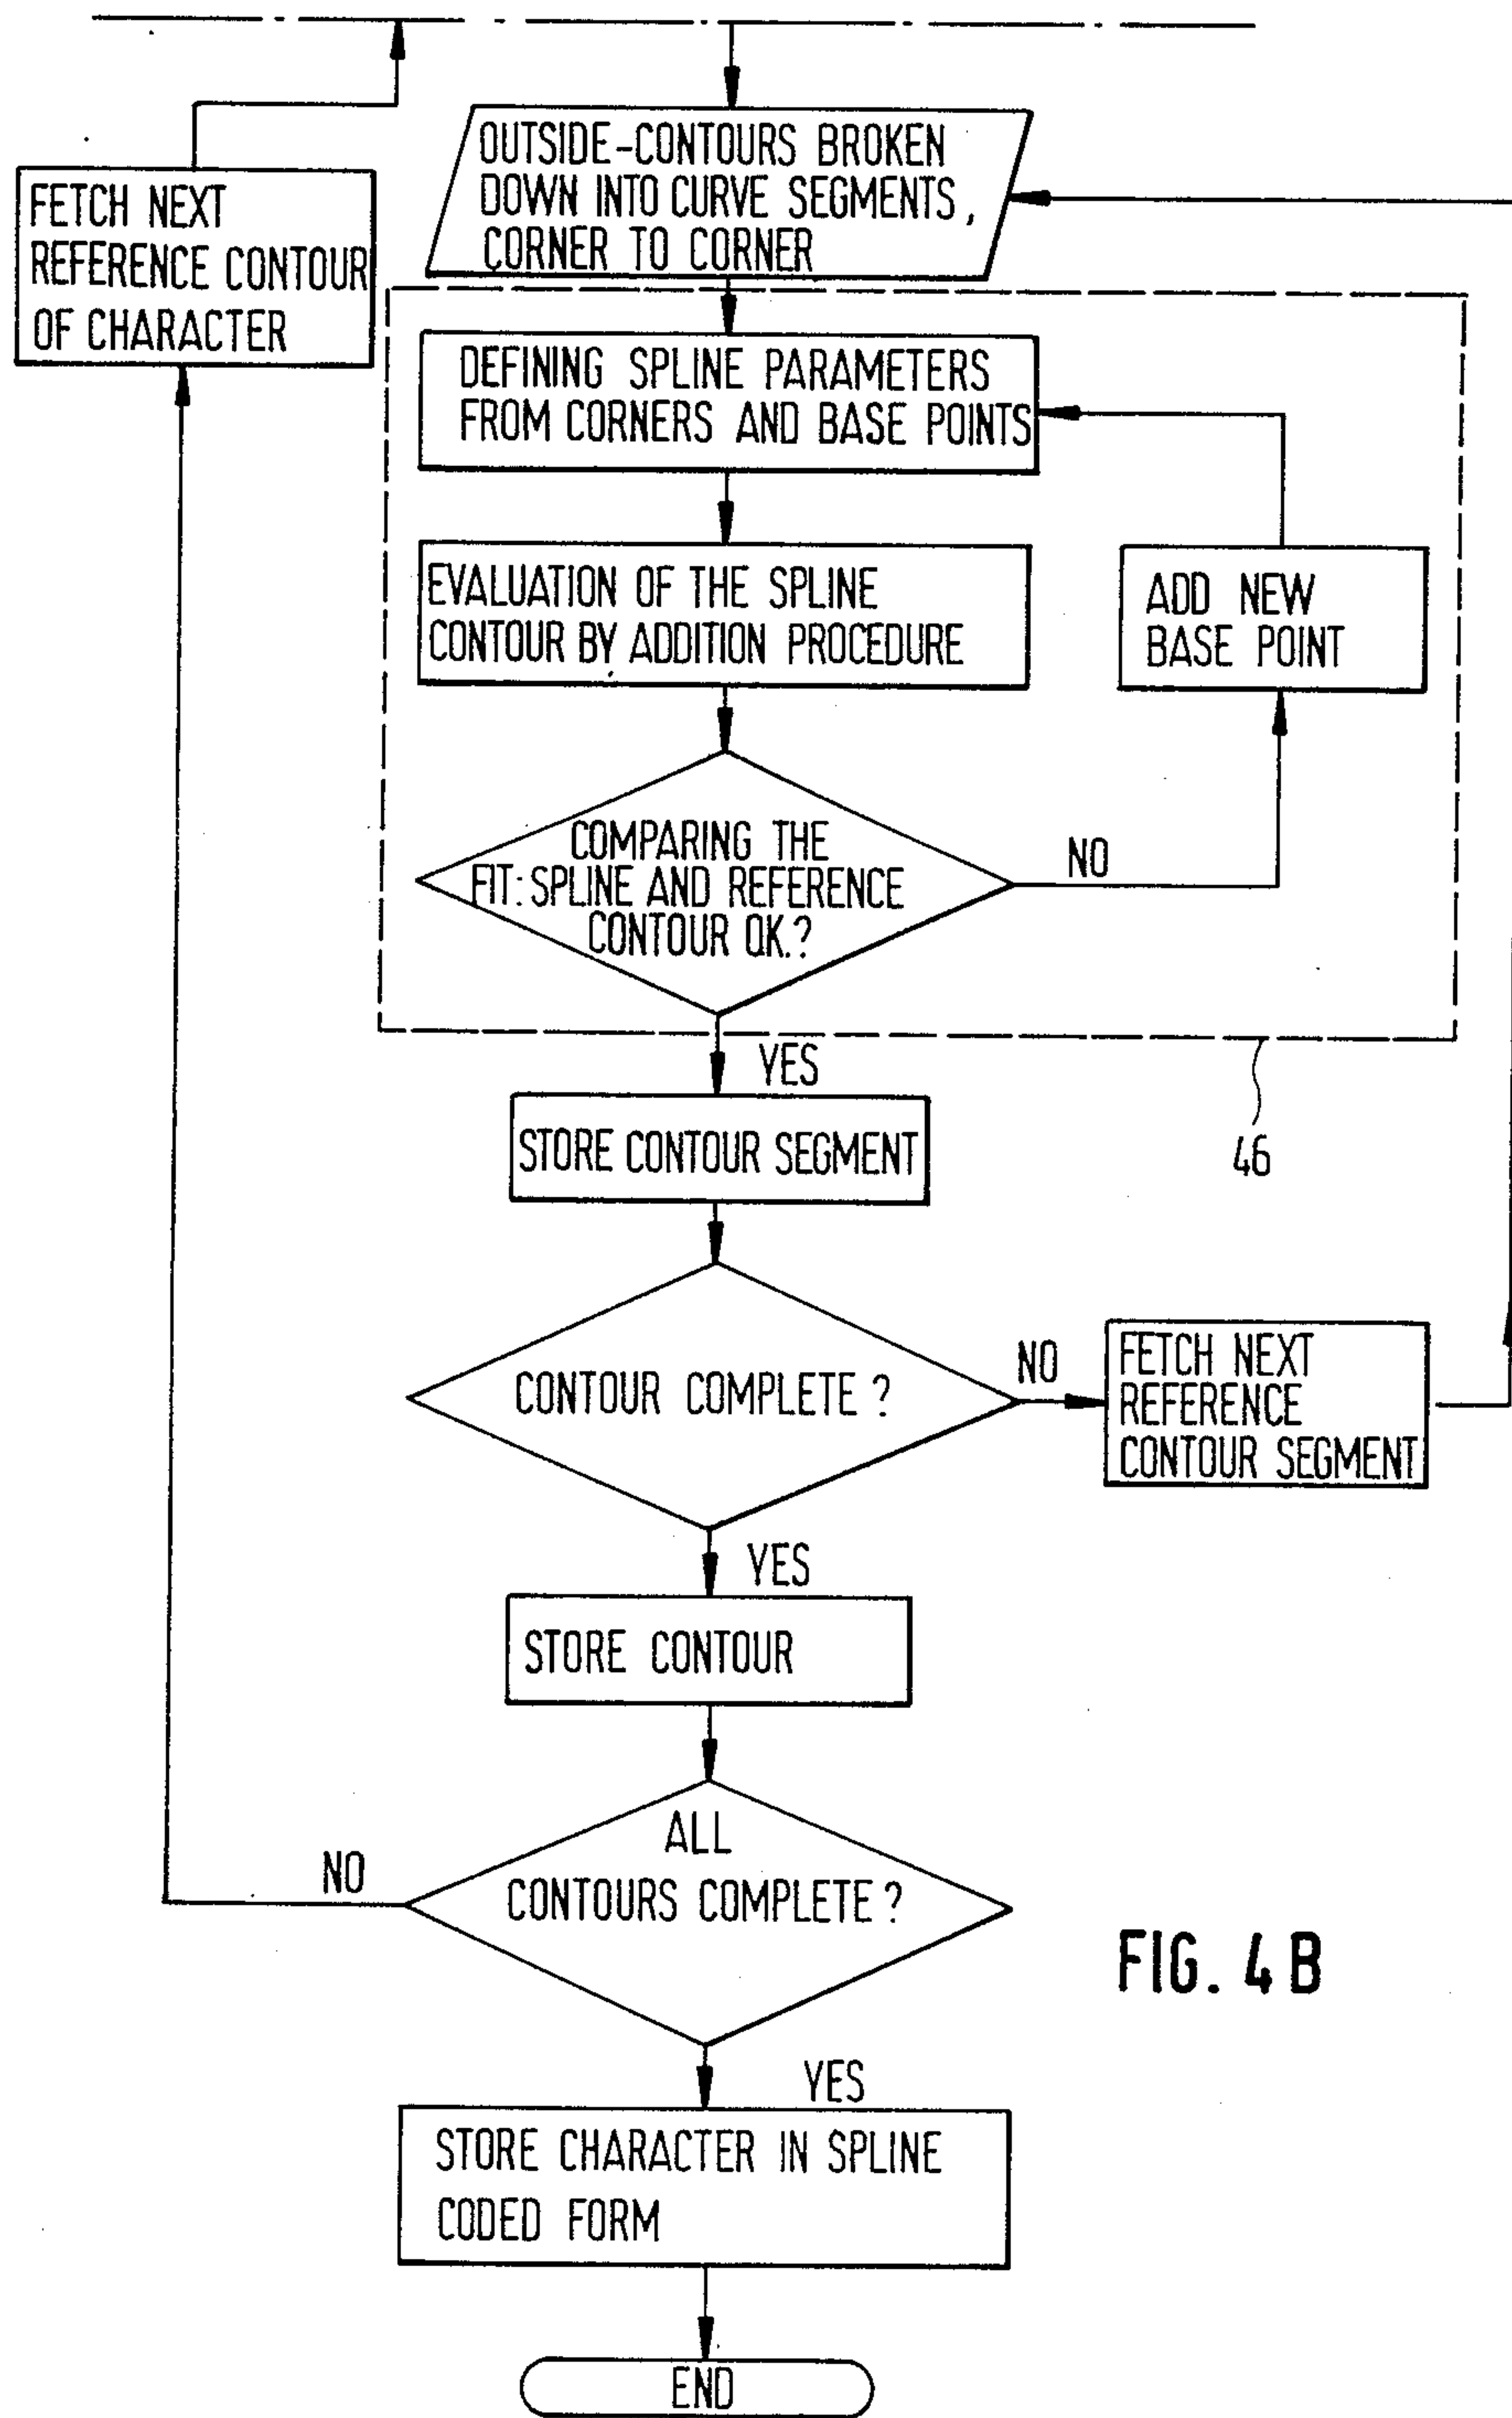 OUTSIDE-CONTOURS BROKEN
DOWN INTO CURVE SEGMENTS,
CORNER TO CORNER
FETCH NEXT
REFERENCE CONTOUR
OF CHARACTER
DEFINING SPLINE PARAMETERS
FROM CORNERS AND BASE POINTS
EVALUATION OF THE SPLINE
CONTOUR BY ADDITION PROCEDURE
ADD NEW
BASE POINT
COMPARING THE
FIT: SPLINE AND REFERENCE
CONTOUR O.K.?
NO
YES
46
STORE CONTOUR SEGMENT
CONTOUR COMPLETE ?
NO
FETCH NEXT
REFERENCE
CONTOUR SEGMENT
YES
STORE CONTOUR
ALL
CONTOURS COMPLETE ?
NO
FIG. 4B
YES
STORE CHARACTER IN SPLINE
CODED FORM
END